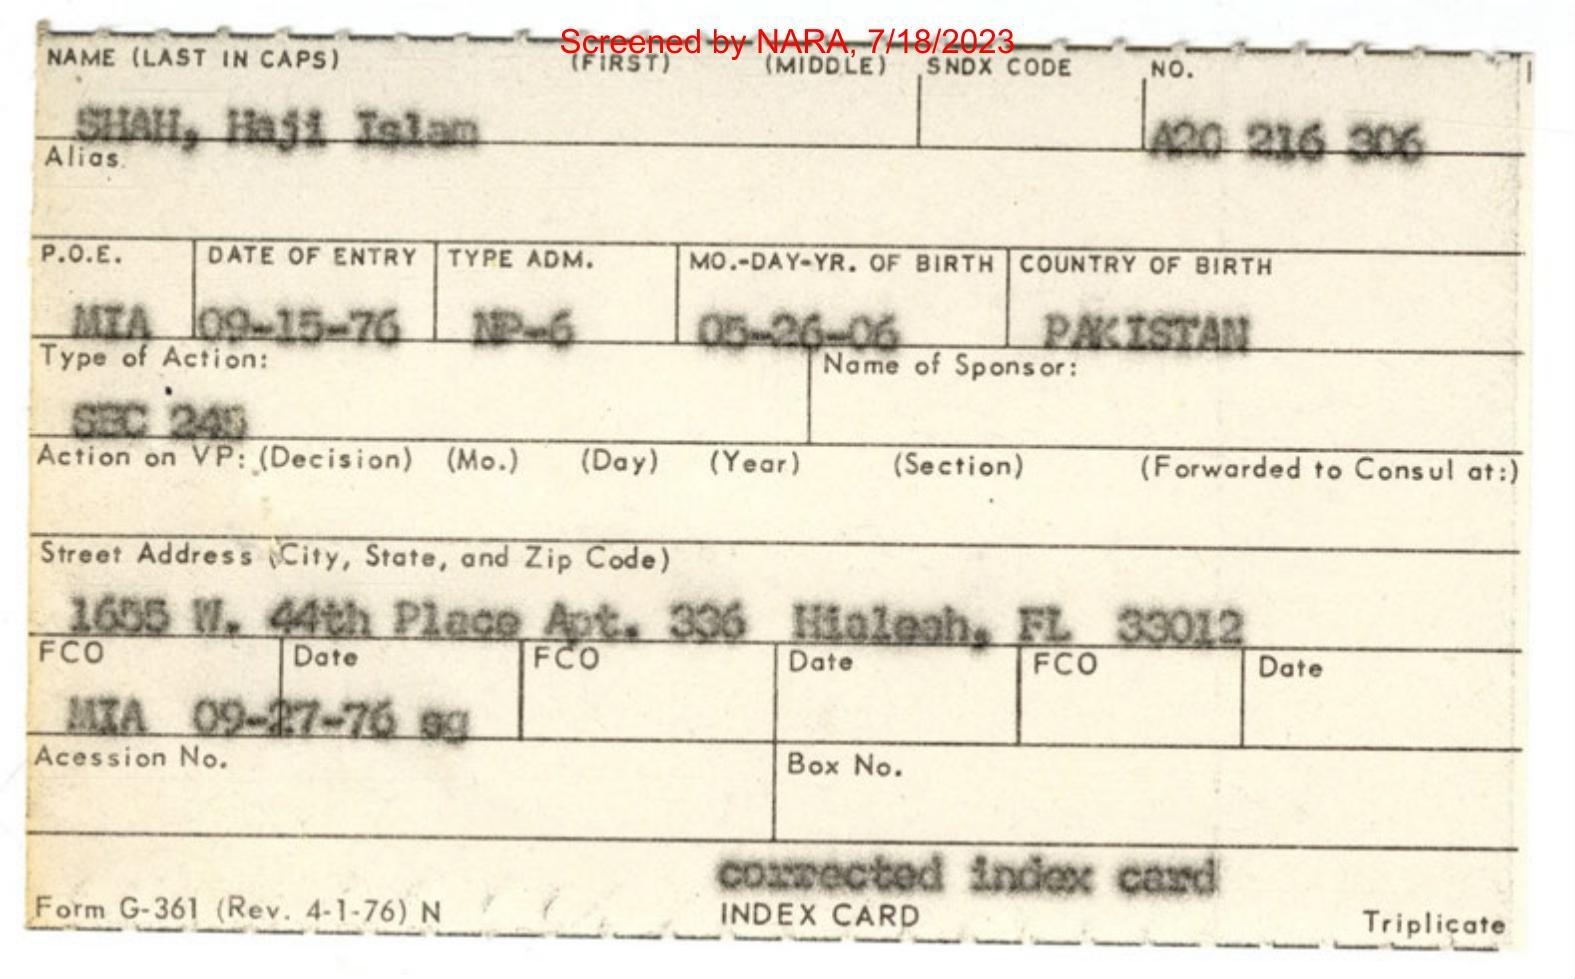 Screened by NARA, 7/18/2023
NAME (LAST IN CAPS) (FIRST) (MIDDLE) SNDX CODE NO.
SHAH, Haji Islam A20 216 306
Alias
P.O.E. DATE OF ENTRY TYPE ADM. MO.-DAY-YR. OF BIRTH COUNTRY OF BIRTH
MIA 09-15-76 NP-6 05-26-06 PAKISTAN
Type of Action: Name of Sponsor:
SEC 245
Action on VP: (Decision) (Mo.) (Day) (Year) (Section) (Forwarded to Consul at:)
Street Address (City, State, and Zip Code)
1655 W. 44th Place Apt. 336 Hialeah, FL 33012
FCO Date FCO Date FCO Date
MIA 09-27-76 sg
Acession No. Box No.
corrected index card
Form G-361 (Rev. 4-1-76) N INDEX CARD Triplicate